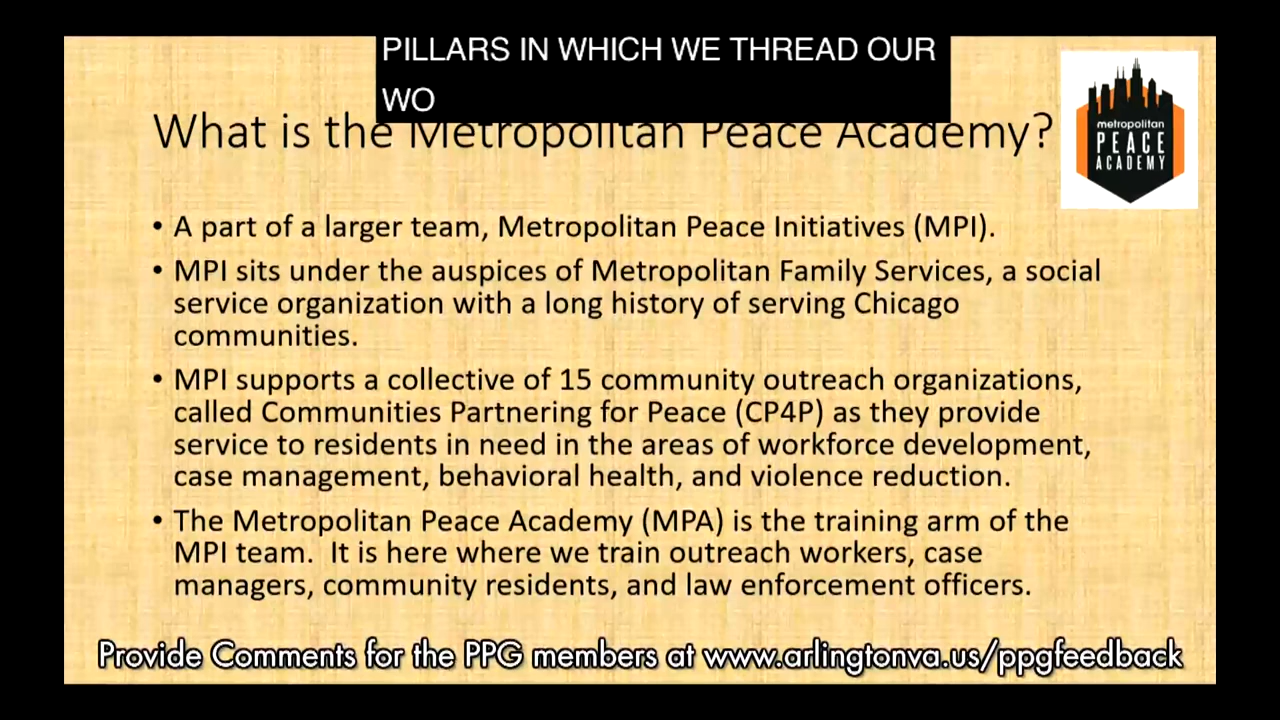 PILLARS IN WHICH WE THREAD OUR
WO
What is the Metropolitan Peace Academy?
metropolitan
PEACE
ACADEMY
• A part of a larger team, Metropolitan Peace Initiatives (MPI).
• MPI sits under the auspices of Metropolitan Family Services, a social
service organization with a long history of serving Chicago
communities.
• MPI supports a collective of 15 community outreach organizations,
called Communities Partnering for Peace (CP4P) as they provide
service to residents in need in the areas of workforce development,
case management, behavioral health, and violence reduction.
• The Metropolitan Peace Academy (MPA) is the training arm of the
MPI team.  It is here where we train outreach workers, case
managers, community residents, and law enforcement officers.
Provide Comments for the PPG members at www.arlingtonva.us/ppgfeedback